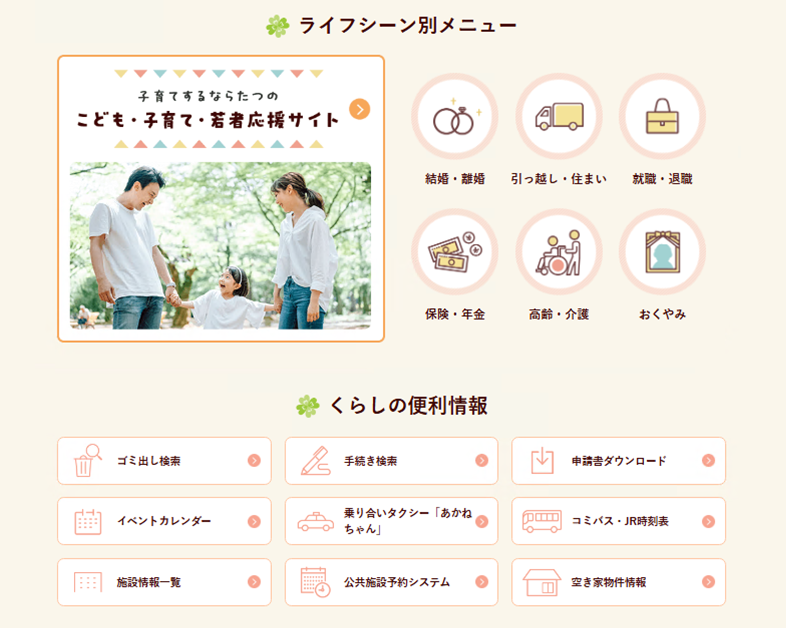 ライフシーン別メニュー
子育てするならたつの
こども・子育て・若者応援サイト
結婚・離婚
引っ越し・住まい
就職・退職
保険・年金
高齢・介護
おくやみ
くらしの便利情報
ゴミ出し検索
手続き検索
申請書ダウンロード
イベントカレンダー
乗り合いタクシー「あかね
ちゃん」
コミバス・JR時刻表
施設情報一覧
公共施設予約システム
空き家物件情報